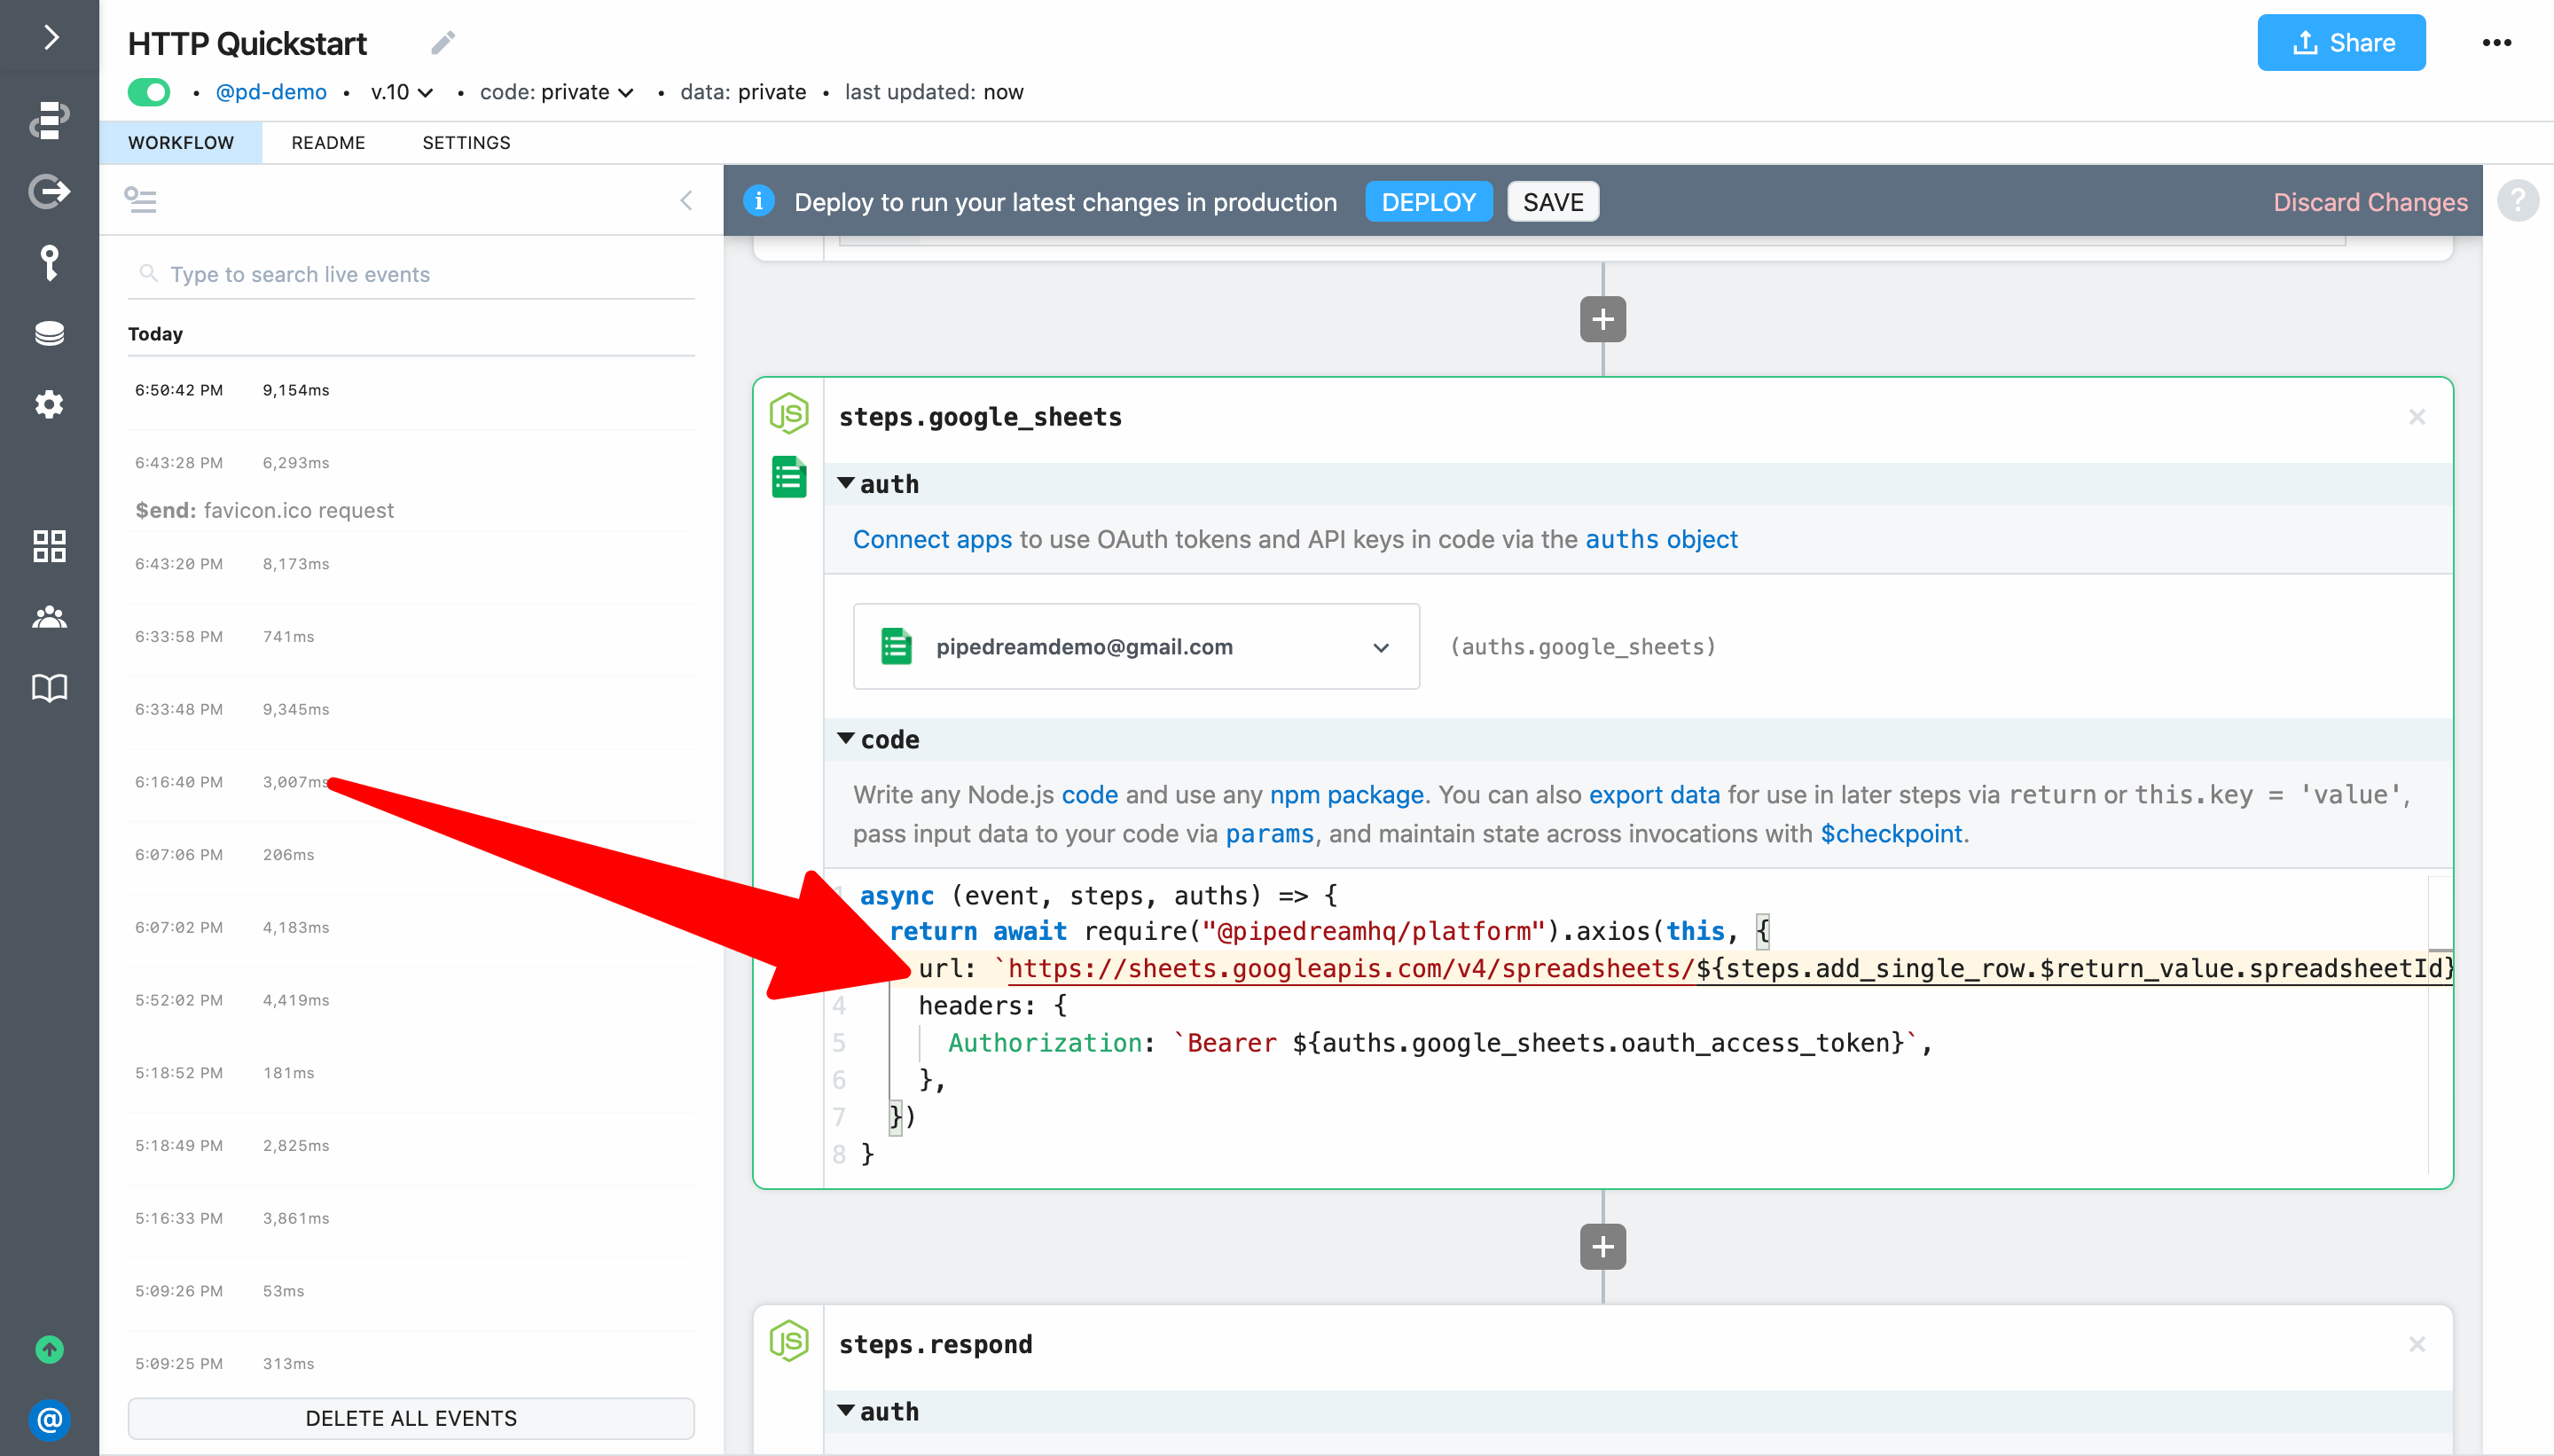 HTTP Quickstart
Share
• @pd-demo • v.10 • code: private • data: private • last updated: now
WORKFLOW README SETTINGS
Deploy to run your latest changes in production DEPLOY SAVE Discard Changes
?
Type to search live events
Today
6:50:42 PM 9,154ms
6:43:28 PM 6,293ms
$end: favicon.ico request
6:43:20 PM 8,173ms
6:33:58 PM 741ms
6:33:48 PM 9,345ms
6:16:40 PM 3,007ms
6:07:06 PM 206ms
6:07:02 PM 4,183ms
5:52:02 PM 4,419ms
5:18:52 PM 181ms
5:18:49 PM 2,825ms
5:16:33 PM 3,861ms
5:09:26 PM 53ms
5:09:25 PM 313ms
DELETE ALL EVENTS
@
JS
steps.google_sheets
auth
Connect apps to use OAuth tokens and API keys in code via the auths object
pipedreamdemo@gmail.com (auths.google_sheets)
code
Write any Node.js code and use any npm package. You can also export data for use in later steps via return or this.key = 'value',
pass input data to your code via params, and maintain state across invocations with $checkpoint.
async (event, steps, auths) => {
return await require("@pipedreamhq/platform").axios(this, {
url: `https://sheets.googleapis.com/v4/spreadsheets/${steps.add_single_row.$return_value.spreadsheetId}
4 headers: {
5 Authorization: `Bearer ${auths.google_sheets.oauth_access_token}`,
6 },
7 })
8 }
JS
steps.respond
auth